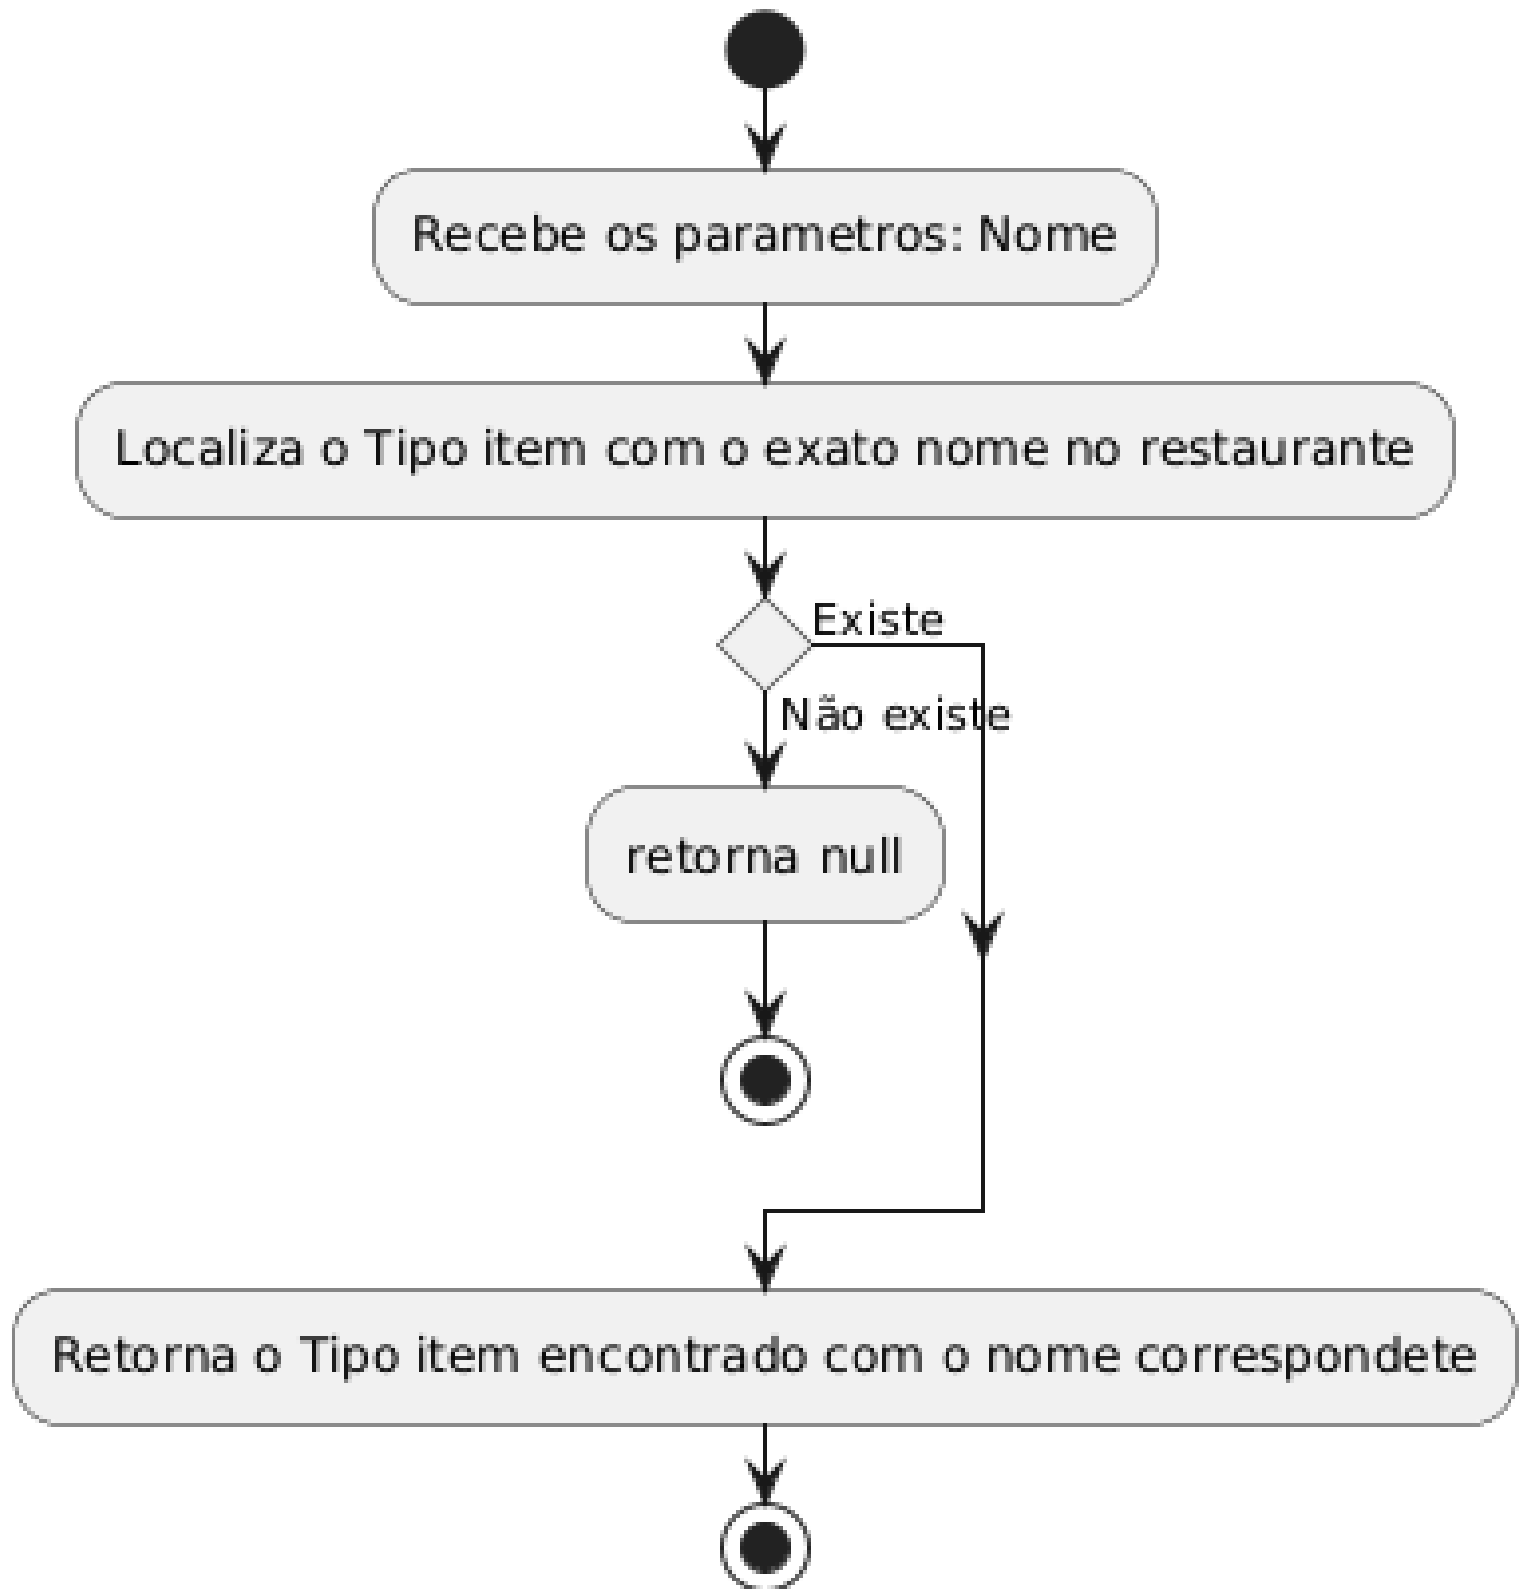 Recebe os parametros: Nome
Localiza o Tipo item com o exato nome no restaurante
Existe
Não existe
retorna null
Retorna o Tipo item encontrado com o nome correspondete